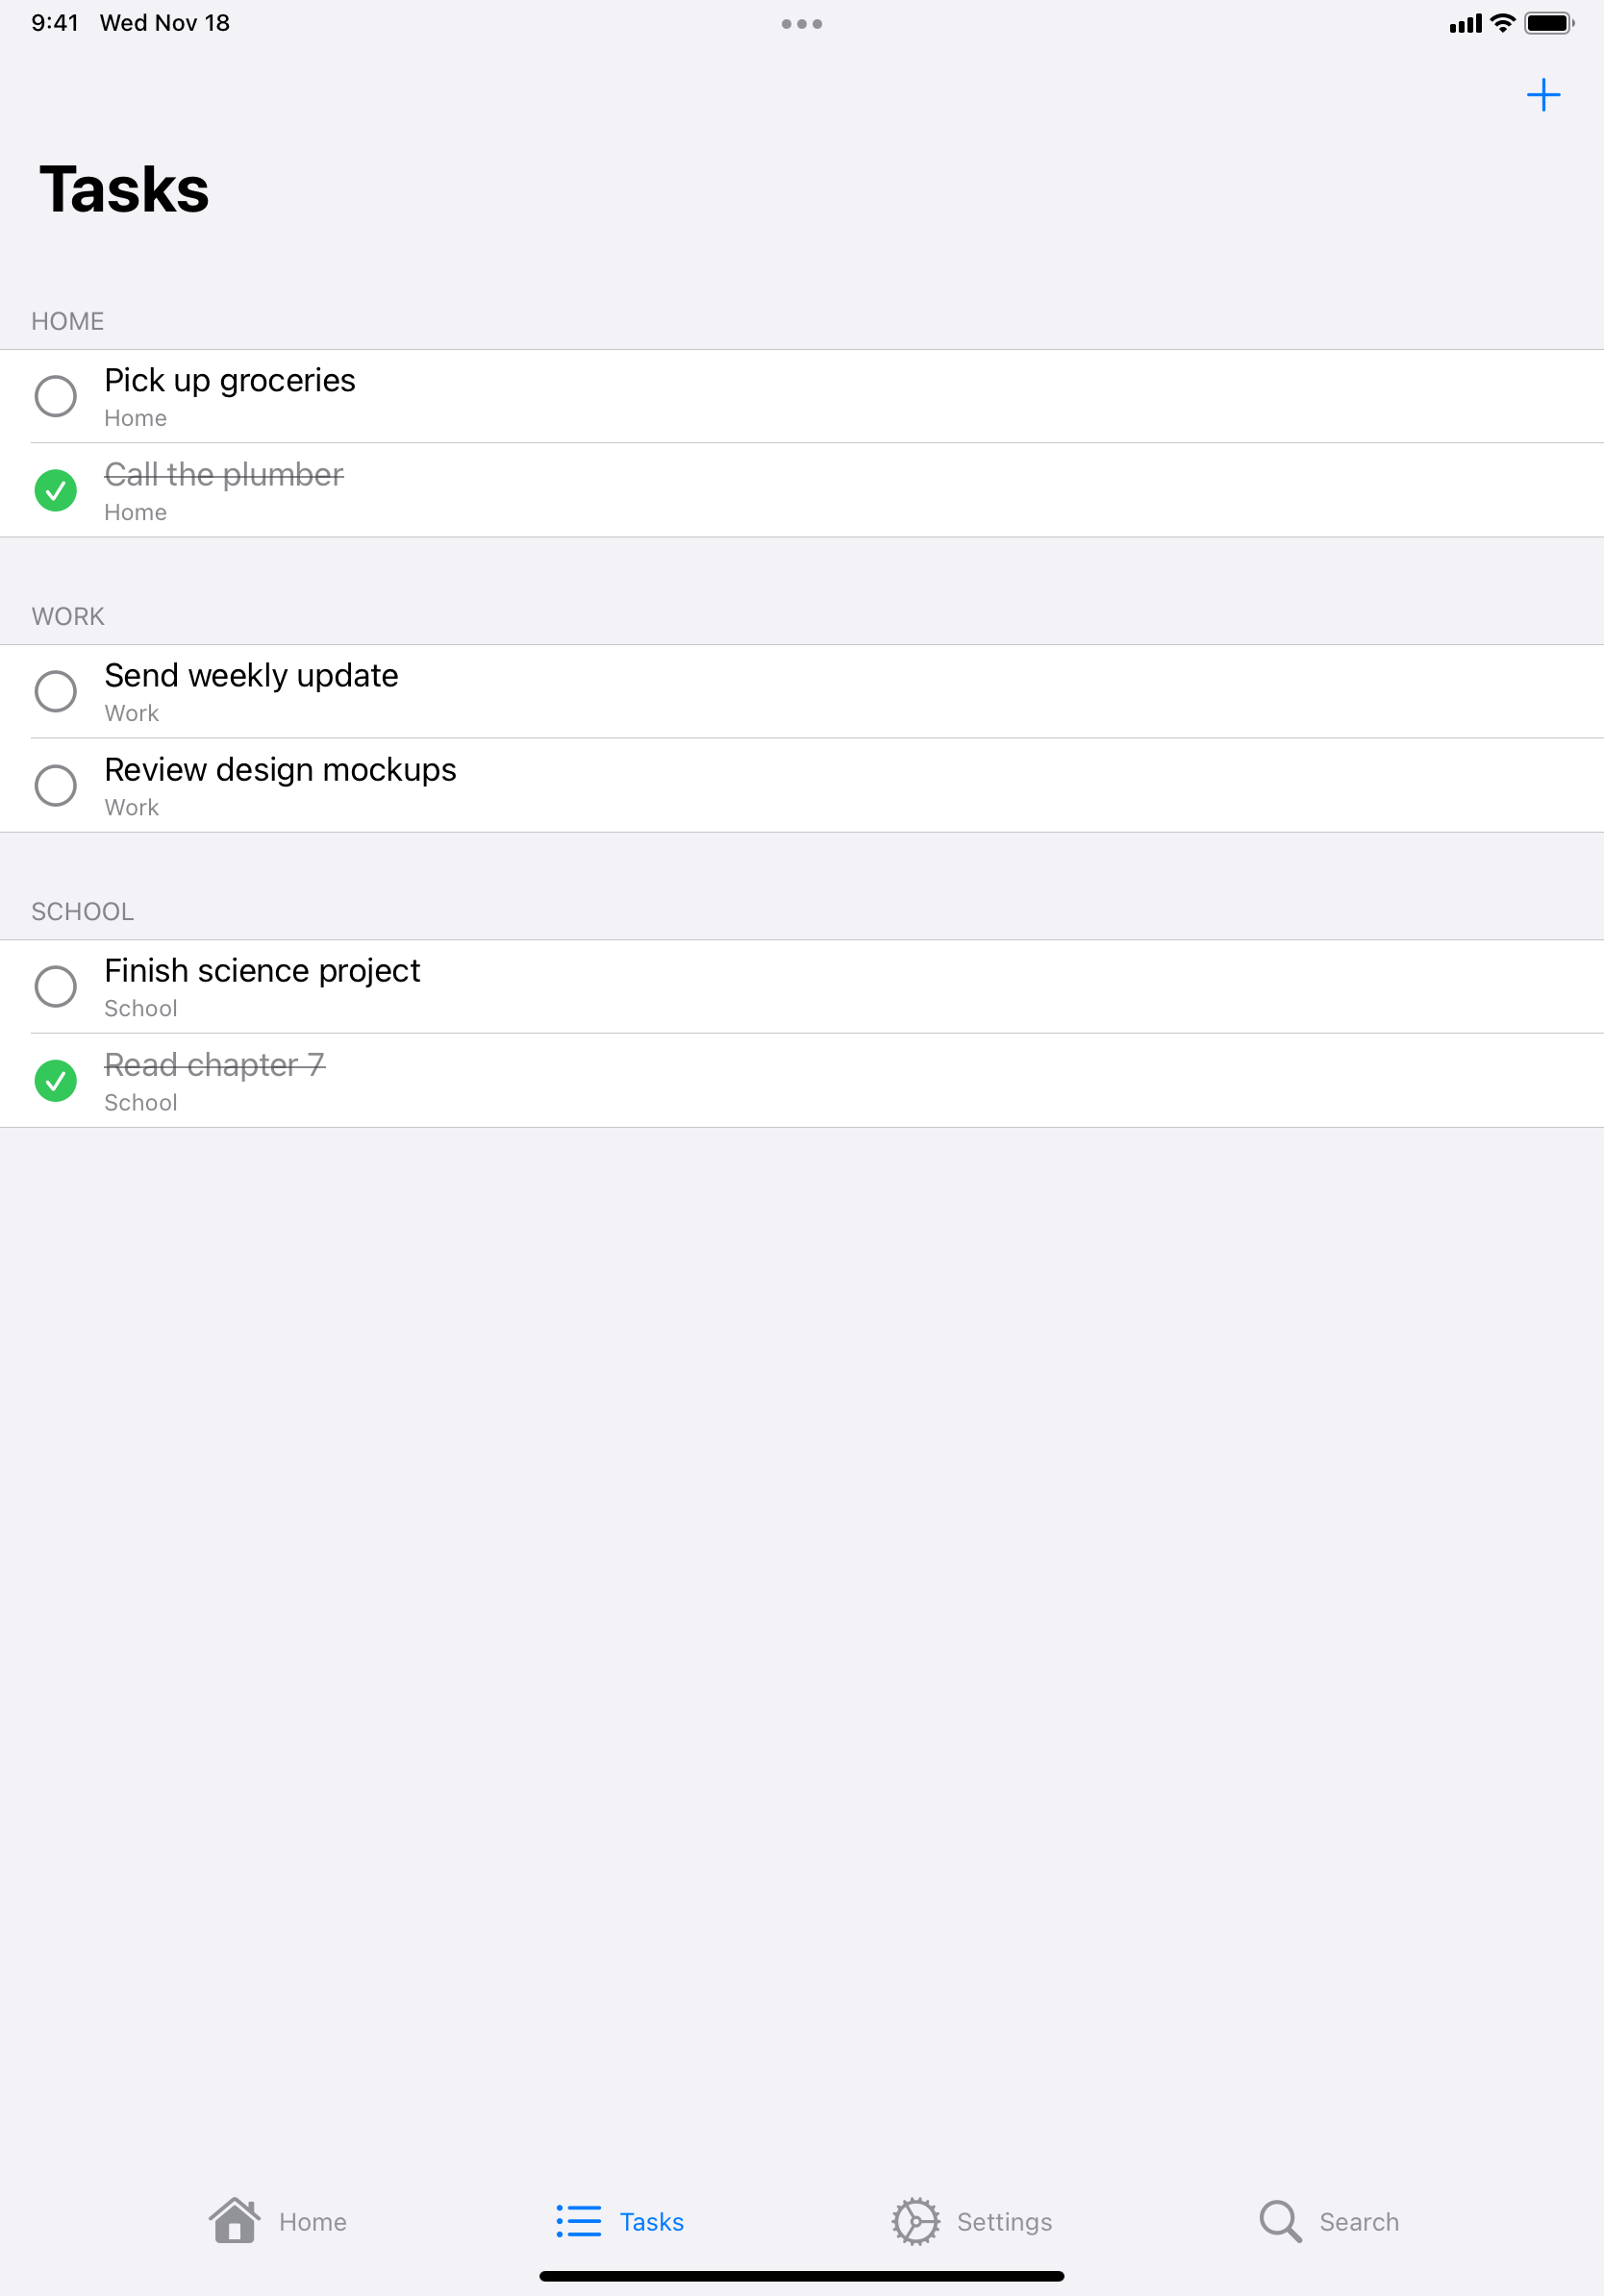 9:41 Wed Nov 18
Tasks
HOME
Pick up groceries
Home
Call the plumber
Home
WORK
Send weekly update
Work
Review design mockups
Work
SCHOOL
Finish science project
School
Read chapter 7
School
Home Tasks Settings Search